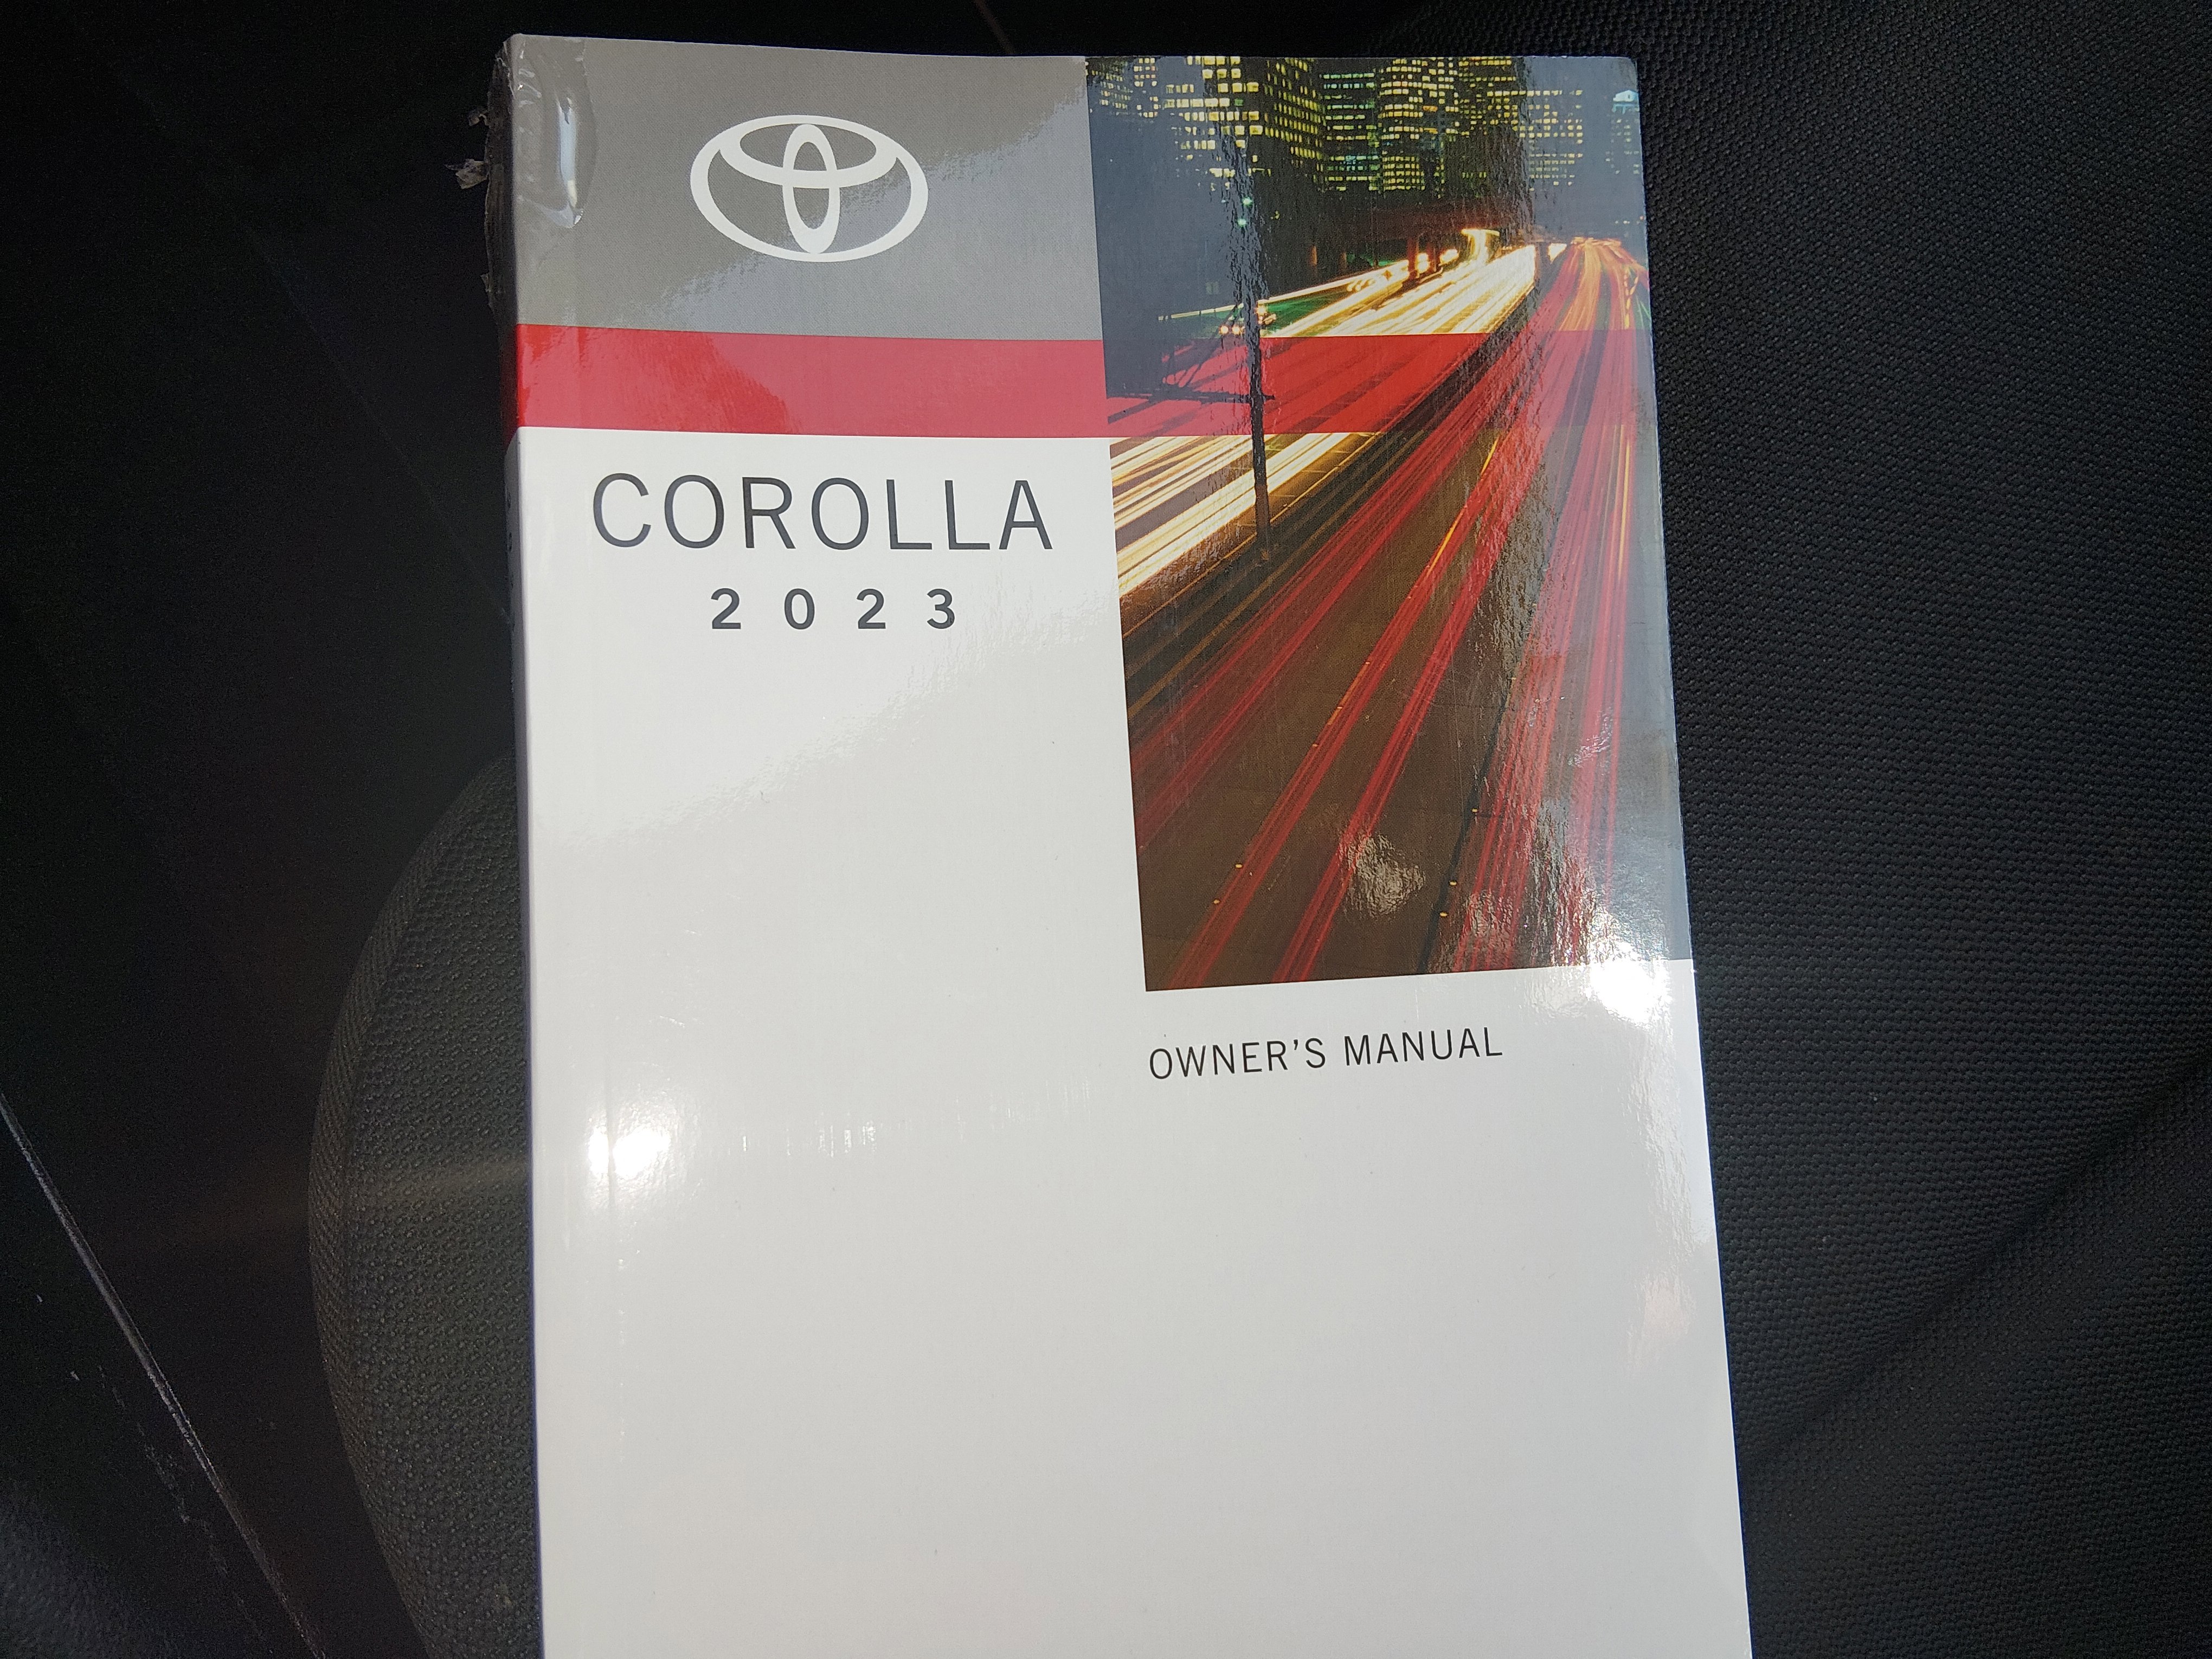 COROLLA
2023
OWNER'S MANUAL